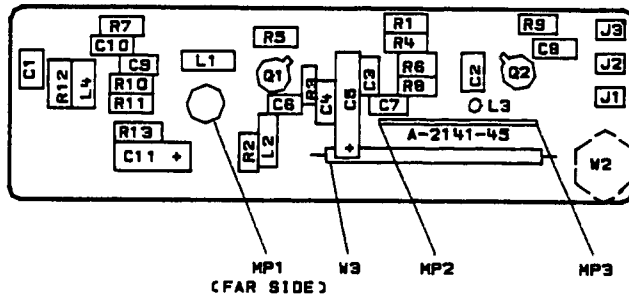 R7
R1
R9
J3
C10
R5
R4
C8
C1
R12
L4
C9
L1
Q1
R3
C4
C5
C3
R6
C2
Q2
J2
R10
R8
R11
C6
C7
L3
J1
R13
R2
L2
A-2141-45
C11 +
+
W2
MP1
(FAR SIDE)
W3
MP2
MP3